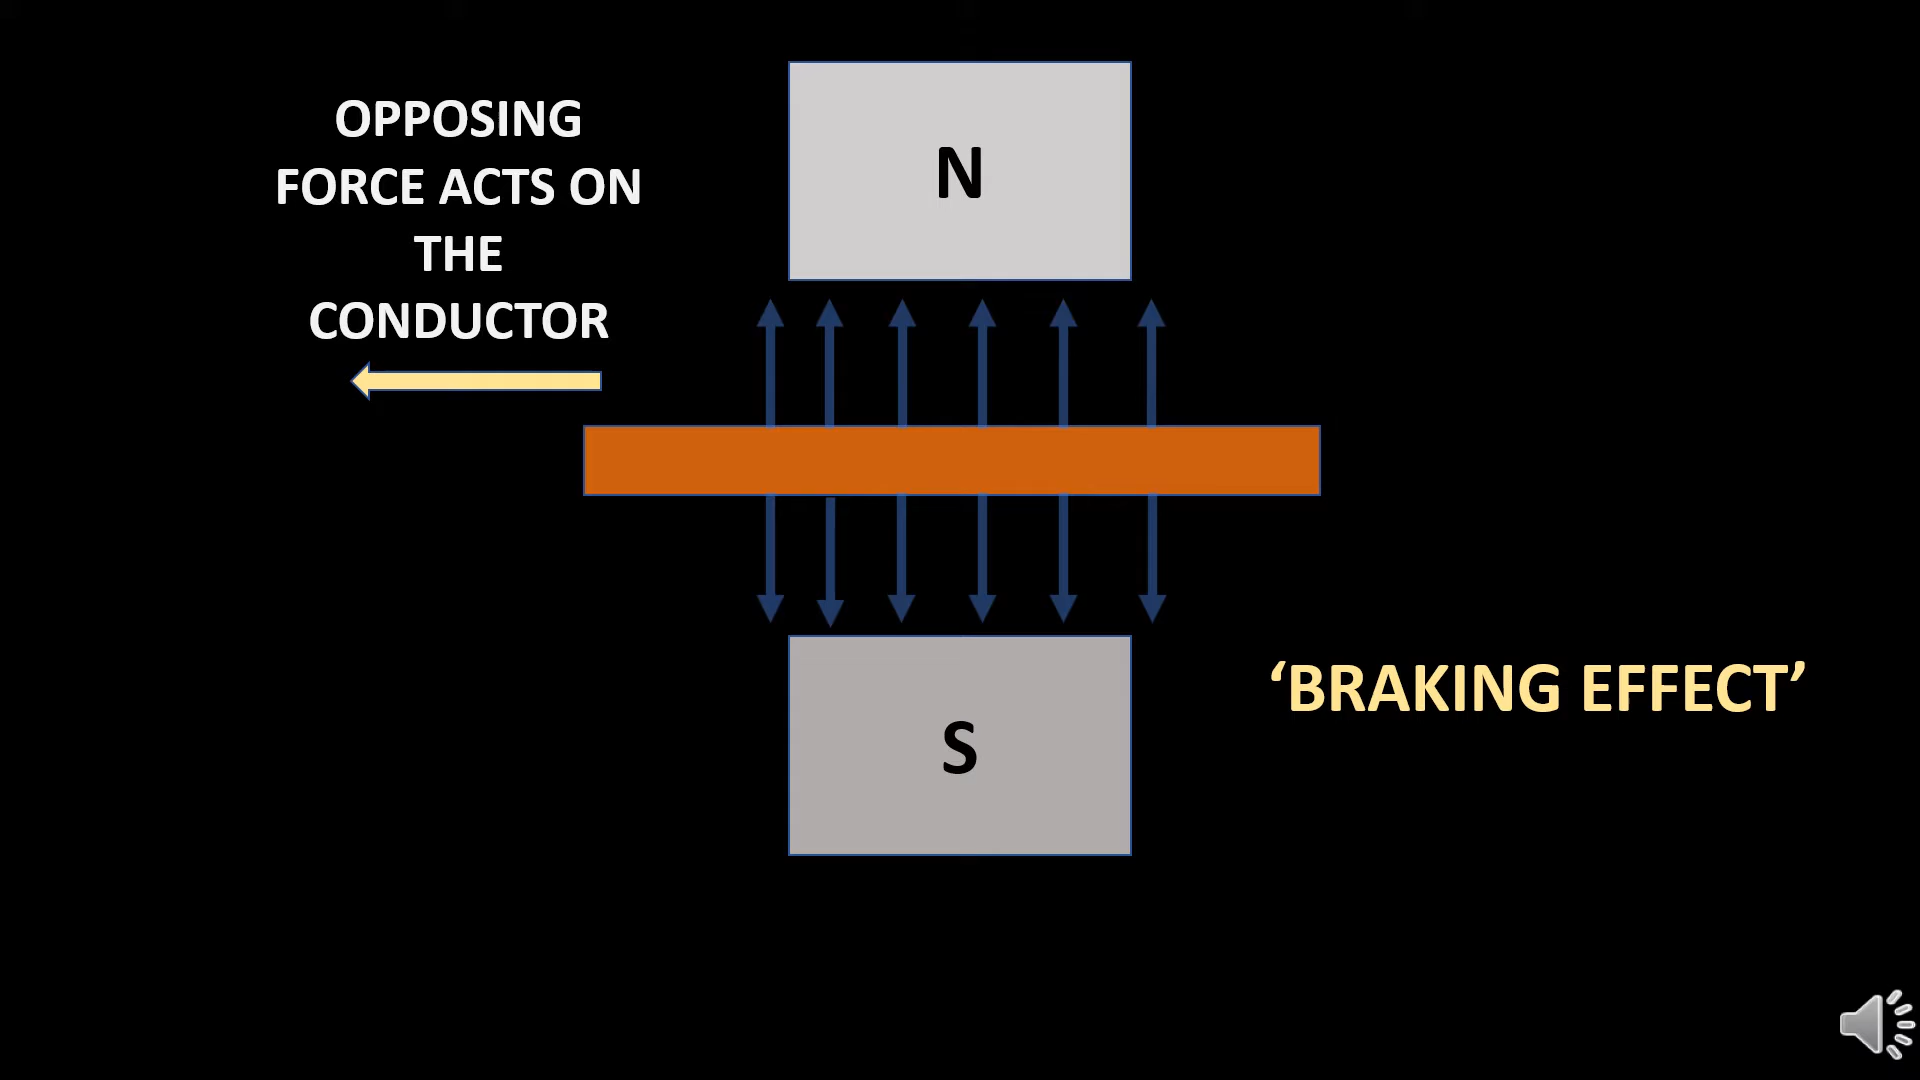 OPPOSING
FORCE ACTS ON
THE
CONDUCTOR
N
S
‘BRAKING EFFECT’